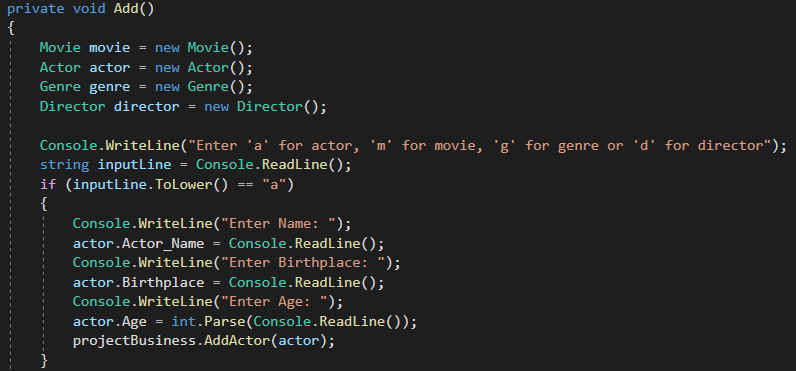 private void Add()
{
Movie movie = new Movie();
Actor actor = new Actor();
Genre genre = new Genre();
Director director = new Director();
Console.WriteLine("Enter 'a' for actor, 'm' for movie, 'g' for genre or 'd' for director");
string inputLine = Console.ReadLine();
if (inputLine.ToLower() == "a")
{
Console.WriteLine("Enter Name: ");
actor.Actor_Name = Console.ReadLine();
Console.WriteLine("Enter Birthplace: ");
actor.Birthplace = Console.ReadLine();
Console.WriteLine("Enter Age: ");
actor.Age = int.Parse(Console.ReadLine());
projectBusiness.AddActor(actor);
}